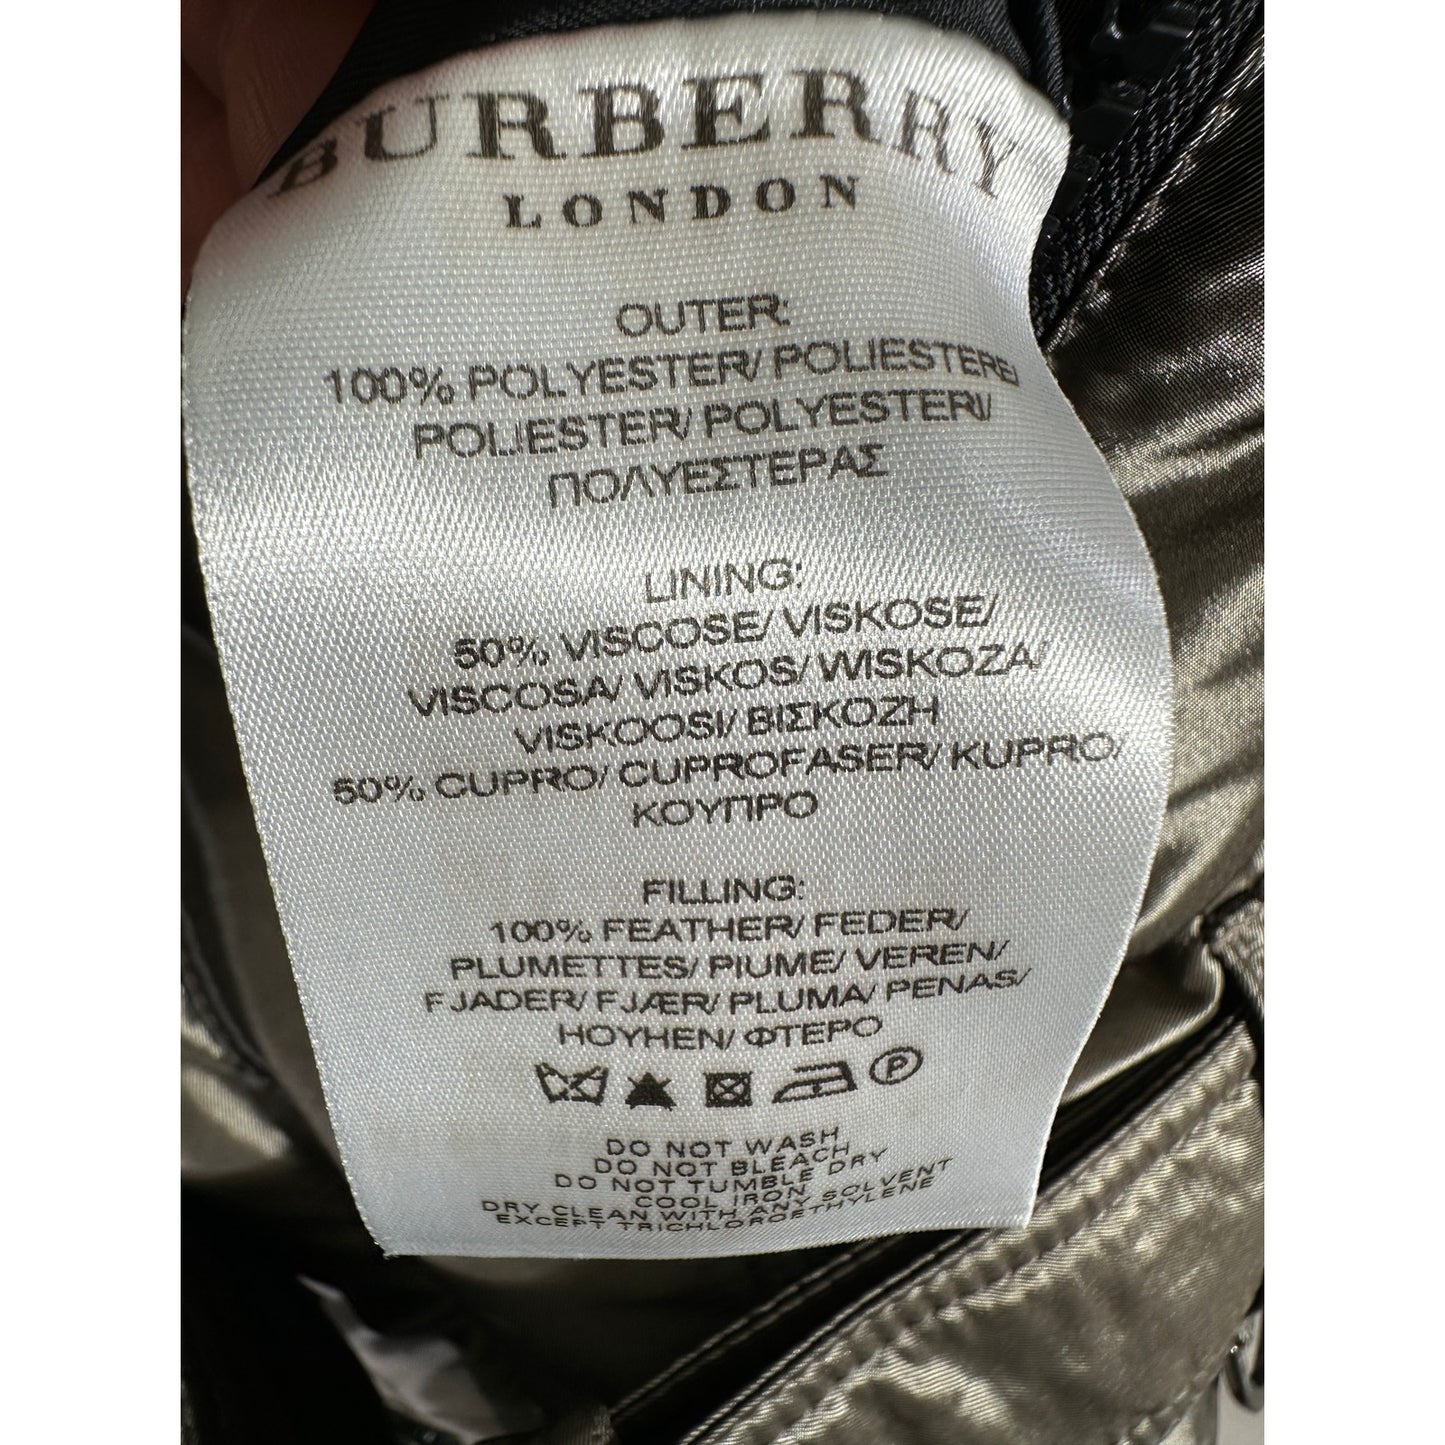 BURBERRY
LONDON
OUTER:
100% POLYESTER/ POLIESTERE/
POLIESTER/ POLYESTERI/
ΠΟΛΥΕΣΤΕΡΑΣ
LINING:
50% VISCOSE/ VISKOSE/
VISCOSA/ VISKOS/ WISKOZA/
VISKOOSI/ ΒΙΣΚΟΖΗ
50% CUPRO/ CUPROFASER/ KUPRO/
ΚΟΥΠΡΟ
FILLING:
100% FEATHER/ FEDER/
PLUMETTES/ PIUME/ VEREN/
FJADER/ FJÆR/ PLUMA/ PENAS/
HOYHEN/ ΦΤΕΡΟ
P
DO NOT WASH
DO NOT BLEACH
DO NOT TUMBLE DRY
COOL IRON
DRY CLEAN WITH ANY SOLVENT
EXCEPT TRICHLOROETHYLENE